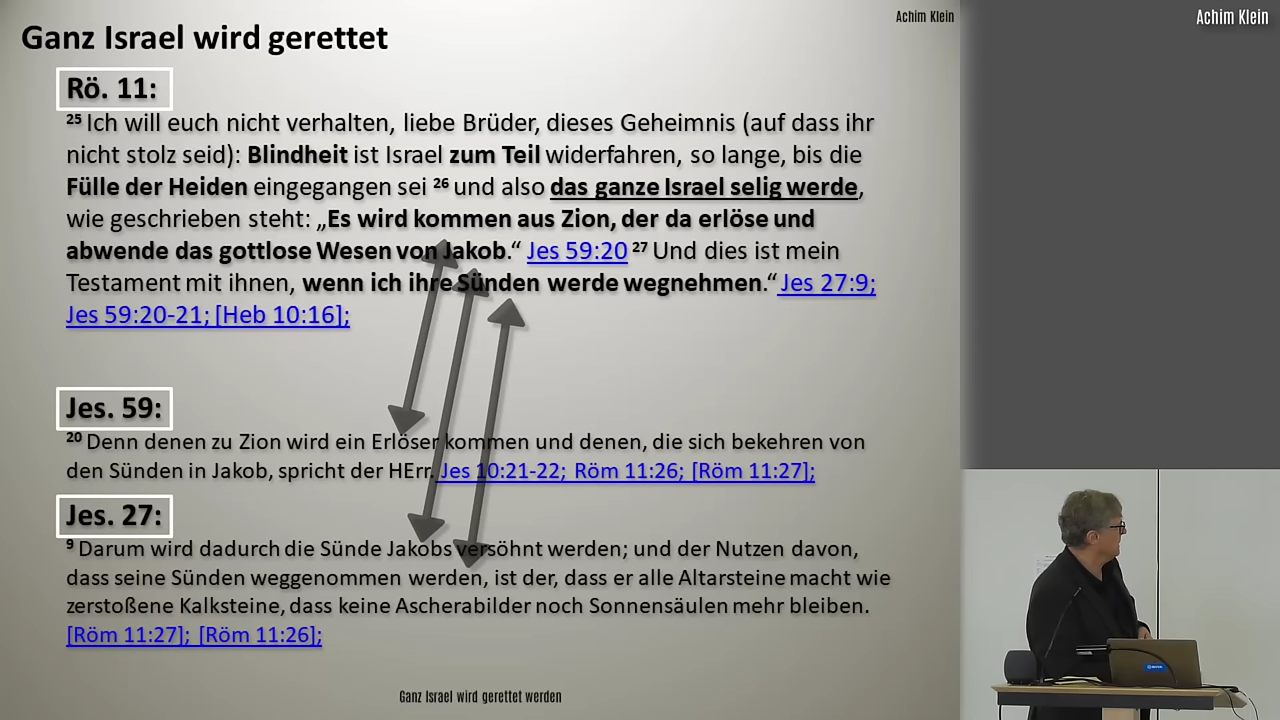 Achim Klein
Achim Klein
Ganz Israel wird gerettet
Rö. 11:
25 Ich will euch nicht verhalten, liebe Brüder, dieses Geheimnis (auf dass ihr
nicht stolz seid): Blindheit ist Israel zum Teil widerfahren, so lange, bis die
Fülle der Heiden eingegangen sei 26 und also das ganze Israel selig werde,
wie geschrieben steht: „Es wird kommen aus Zion, der da erlöse und
abwende das gottlose Wesen von Jakob.“ Jes 59:20 27 Und dies ist mein
Testament mit ihnen, wenn ich ihre Sünden werde wegnehmen.“ Jes 27:9;
Jes 59:20-21; [Heb 10:16];
Jes. 59:
20 Denn denen zu Zion wird ein Erlöser kommen und denen, die sich bekehren von
den Sünden in Jakob, spricht der HErr. Jes 10:21-22; Röm 11:26; [Röm 11:27];
Jes. 27:
9 Darum wird dadurch die Sünde Jakobs versöhnt werden; und der Nutzen davon,
dass seine Sünden weggenommen werden, ist der, dass er alle Altarsteine macht wie
zerstoßene Kalksteine, dass keine Ascherabilder noch Sonnensäulen mehr bleiben.
[Röm 11:27]; [Röm 11:26];
Ganz Israel wird gerettet werden